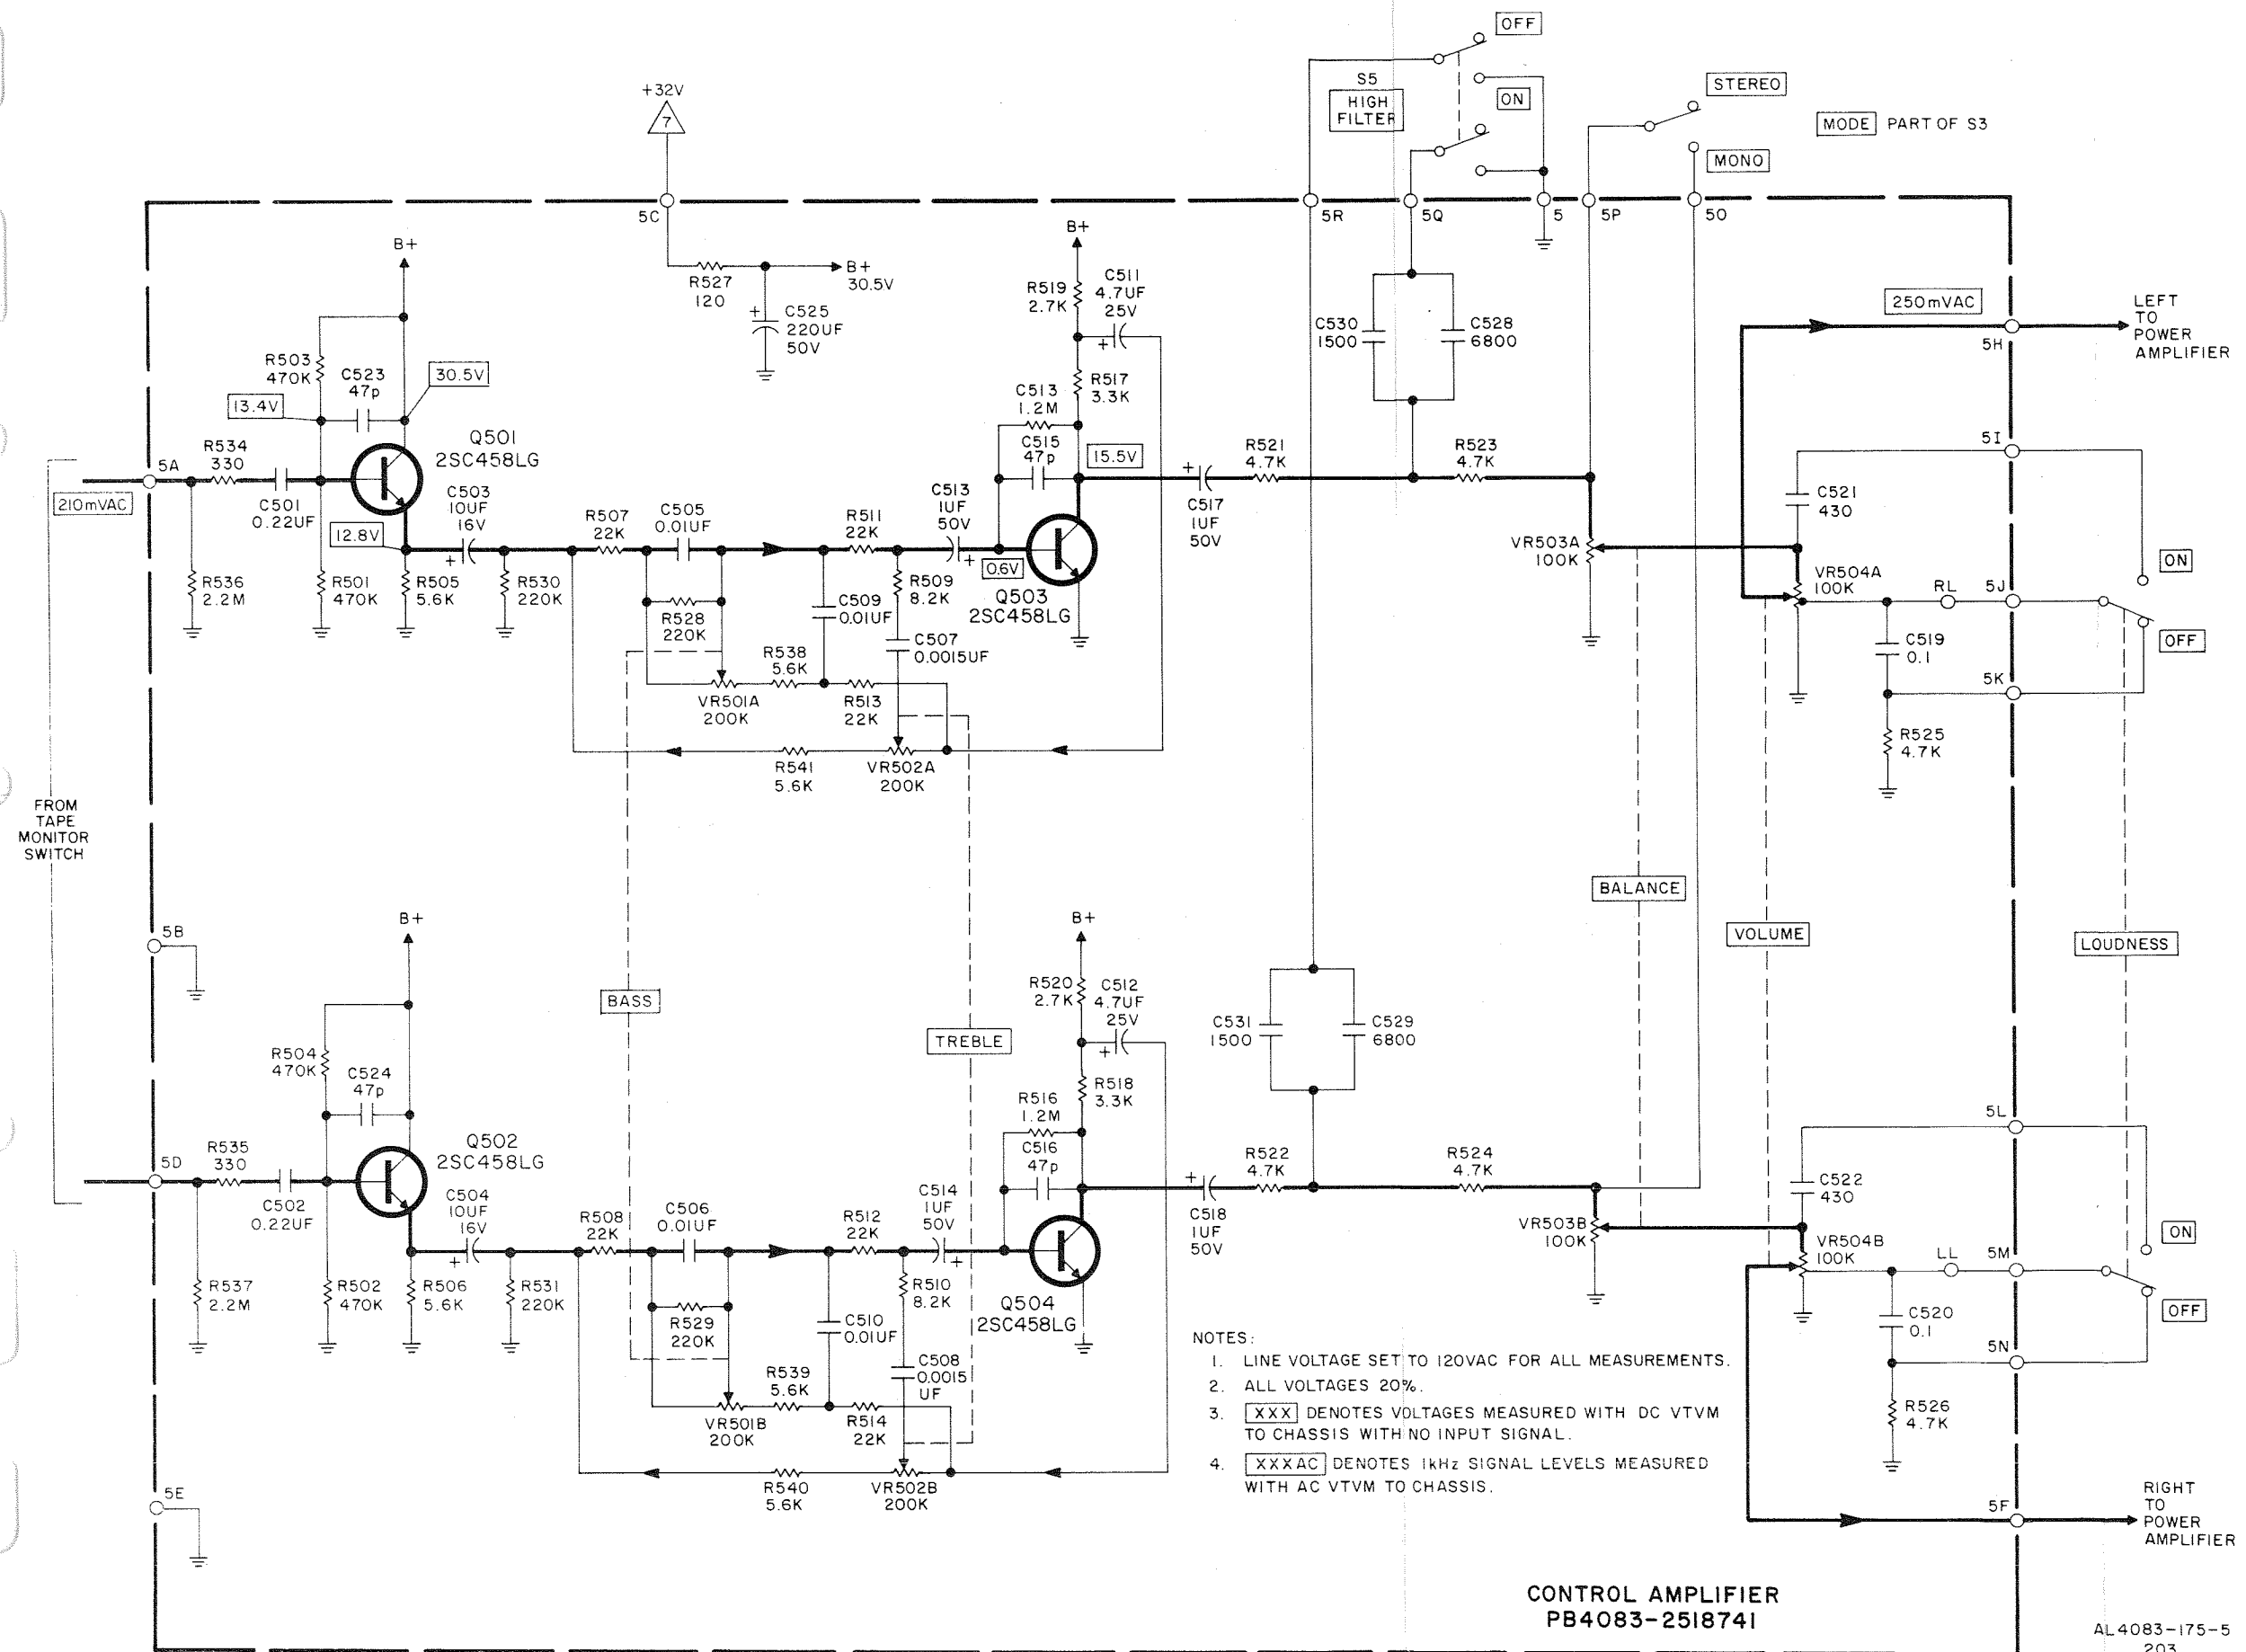 OFF
S5
HIGH
FILTER
ON
STEREO
MODE PART OF S3
MONO
+32V
7
5C
5R
5Q
5
5P
5O
B+
R527
120
B+
30.5V
C525
220UF
50V
+
B+
R519
2.7K
C511
4.7UF
25V
+
C530
1500
C528
6800
250mVAC
LEFT
TO
POWER
AMPLIFIER
5H
R503
470K
C523
47p
30.5V
13.4V
R517
3.3K
C513
1.2M
C515
47p
15.5V
Q501
2SC458LG
R534
330
5A
210mVAC
C501
0.22UF
12.8V
C503
10UF
16V
+
R507
22K
C505
0.01UF
R511
22K
C513
1UF
50V
+
0.6V
Q503
2SC458LG
+
C517
1UF
50V
R521
4.7K
R523
4.7K
5I
C521
430
VR503A
100K
VR504A
100K
RL
5J
ON
OFF
C519
0.1
5K
R525
4.7K
R536
2.2M
R501
470K
R505
5.6K
R530
220K
R528
220K
C509
0.01UF
R509
8.2K
C507
0.0015UF
R538
5.6K
VR501A
200K
R513
22K
R541
5.6K
VR502A
200K
FROM
TAPE
MONITOR
SWITCH
BALANCE
VOLUME
LOUDNESS
5B
BASS
TREBLE
B+
B+
R520
2.7K
C512
4.7UF
25V
+
C531
1500
C529
6800
R504
470K
C524
47p
R518
3.3K
R516
1.2M
C516
47p
Q502
2SC458LG
R535
330
5D
C502
0.22UF
C504
10UF
16V
+
R508
22K
C506
0.01UF
R512
22K
C514
1UF
50V
+
Q504
2SC458LG
+
C518
1UF
50V
R522
4.7K
R524
4.7K
5L
C522
430
VR503B
100K
VR504B
100K
LL
5M
ON
OFF
C520
0.1
5N
R526
4.7K
R537
2.2M
R502
470K
R506
5.6K
R531
220K
R529
220K
C510
0.01UF
R510
8.2K
C508
0.0015
UF
R539
5.6K
VR501B
200K
R514
22K
R540
5.6K
VR502B
200K
5E
NOTES:
1. LINE VOLTAGE SET TO 120VAC FOR ALL MEASUREMENTS.
2. ALL VOLTAGES 20%.
3. XXX DENOTES VOLTAGES MEASURED WITH DC VTVM
TO CHASSIS WITH NO INPUT SIGNAL.
4. XXXAC DENOTES 1kHz SIGNAL LEVELS MEASURED
WITH AC VTVM TO CHASSIS.
5F
RIGHT
TO
POWER
AMPLIFIER
CONTROL AMPLIFIER
PB4083-2518741
AL4083-175-5
203